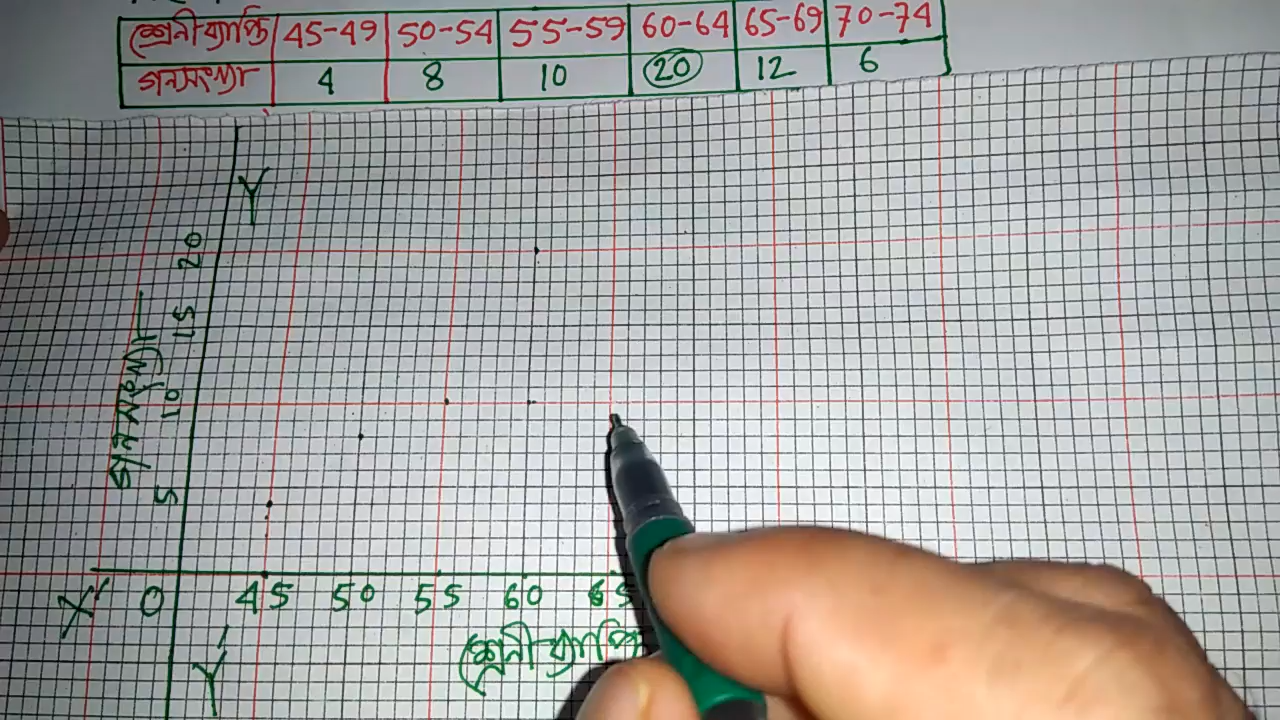 শ্রেনীব্যাপ্তি 45-49 50-54 55-59 60-64 65-69 70-74
গনসংখ্যা 4 8 10 20 12 6
Y
20
15
গনসংখ্যা
10
5
X' 0 45 50 55 60 65
শ্রেনীব্যাপ্তি
Y'